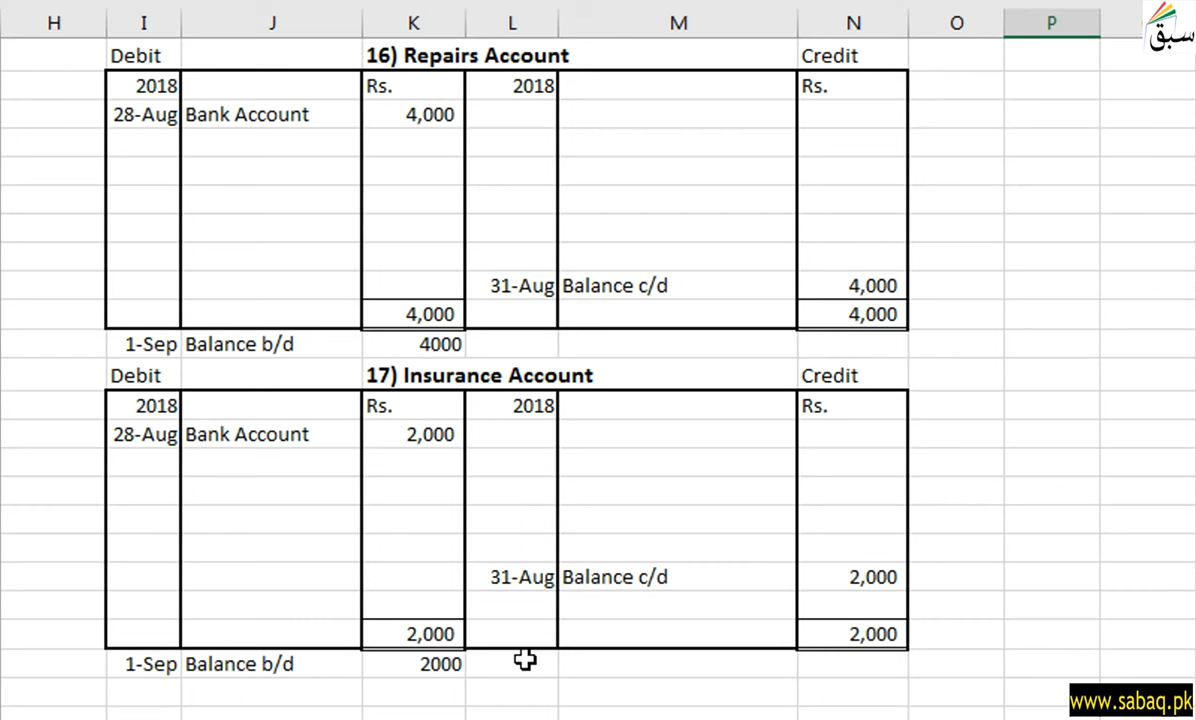 H I J K L M N O P
سبق
Debit 16) Repairs Account Credit
2018 Rs. 2018 Rs.
28-Aug Bank Account 4,000
31-Aug Balance c/d 4,000
4,000 4,000
1-Sep Balance b/d 4000
Debit 17) Insurance Account Credit
2018 Rs. 2018 Rs.
28-Aug Bank Account 2,000
31-Aug Balance c/d 2,000
2,000 2,000
1-Sep Balance b/d 2000
www.sabaq.pk